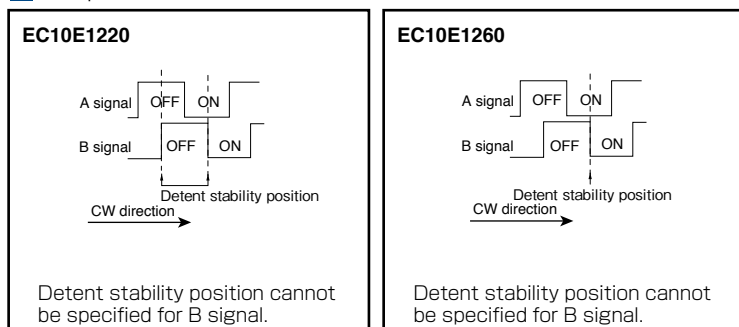 EC10E1220
A signal OFF ON
B signal OFF ON
Detent stability position
CW direction
Detent stability position cannot
be specified for B signal.
EC10E1260
A signal OFF ON
B signal OFF ON
Detent stability position
CW direction
Detent stability position cannot
be specified for B signal.